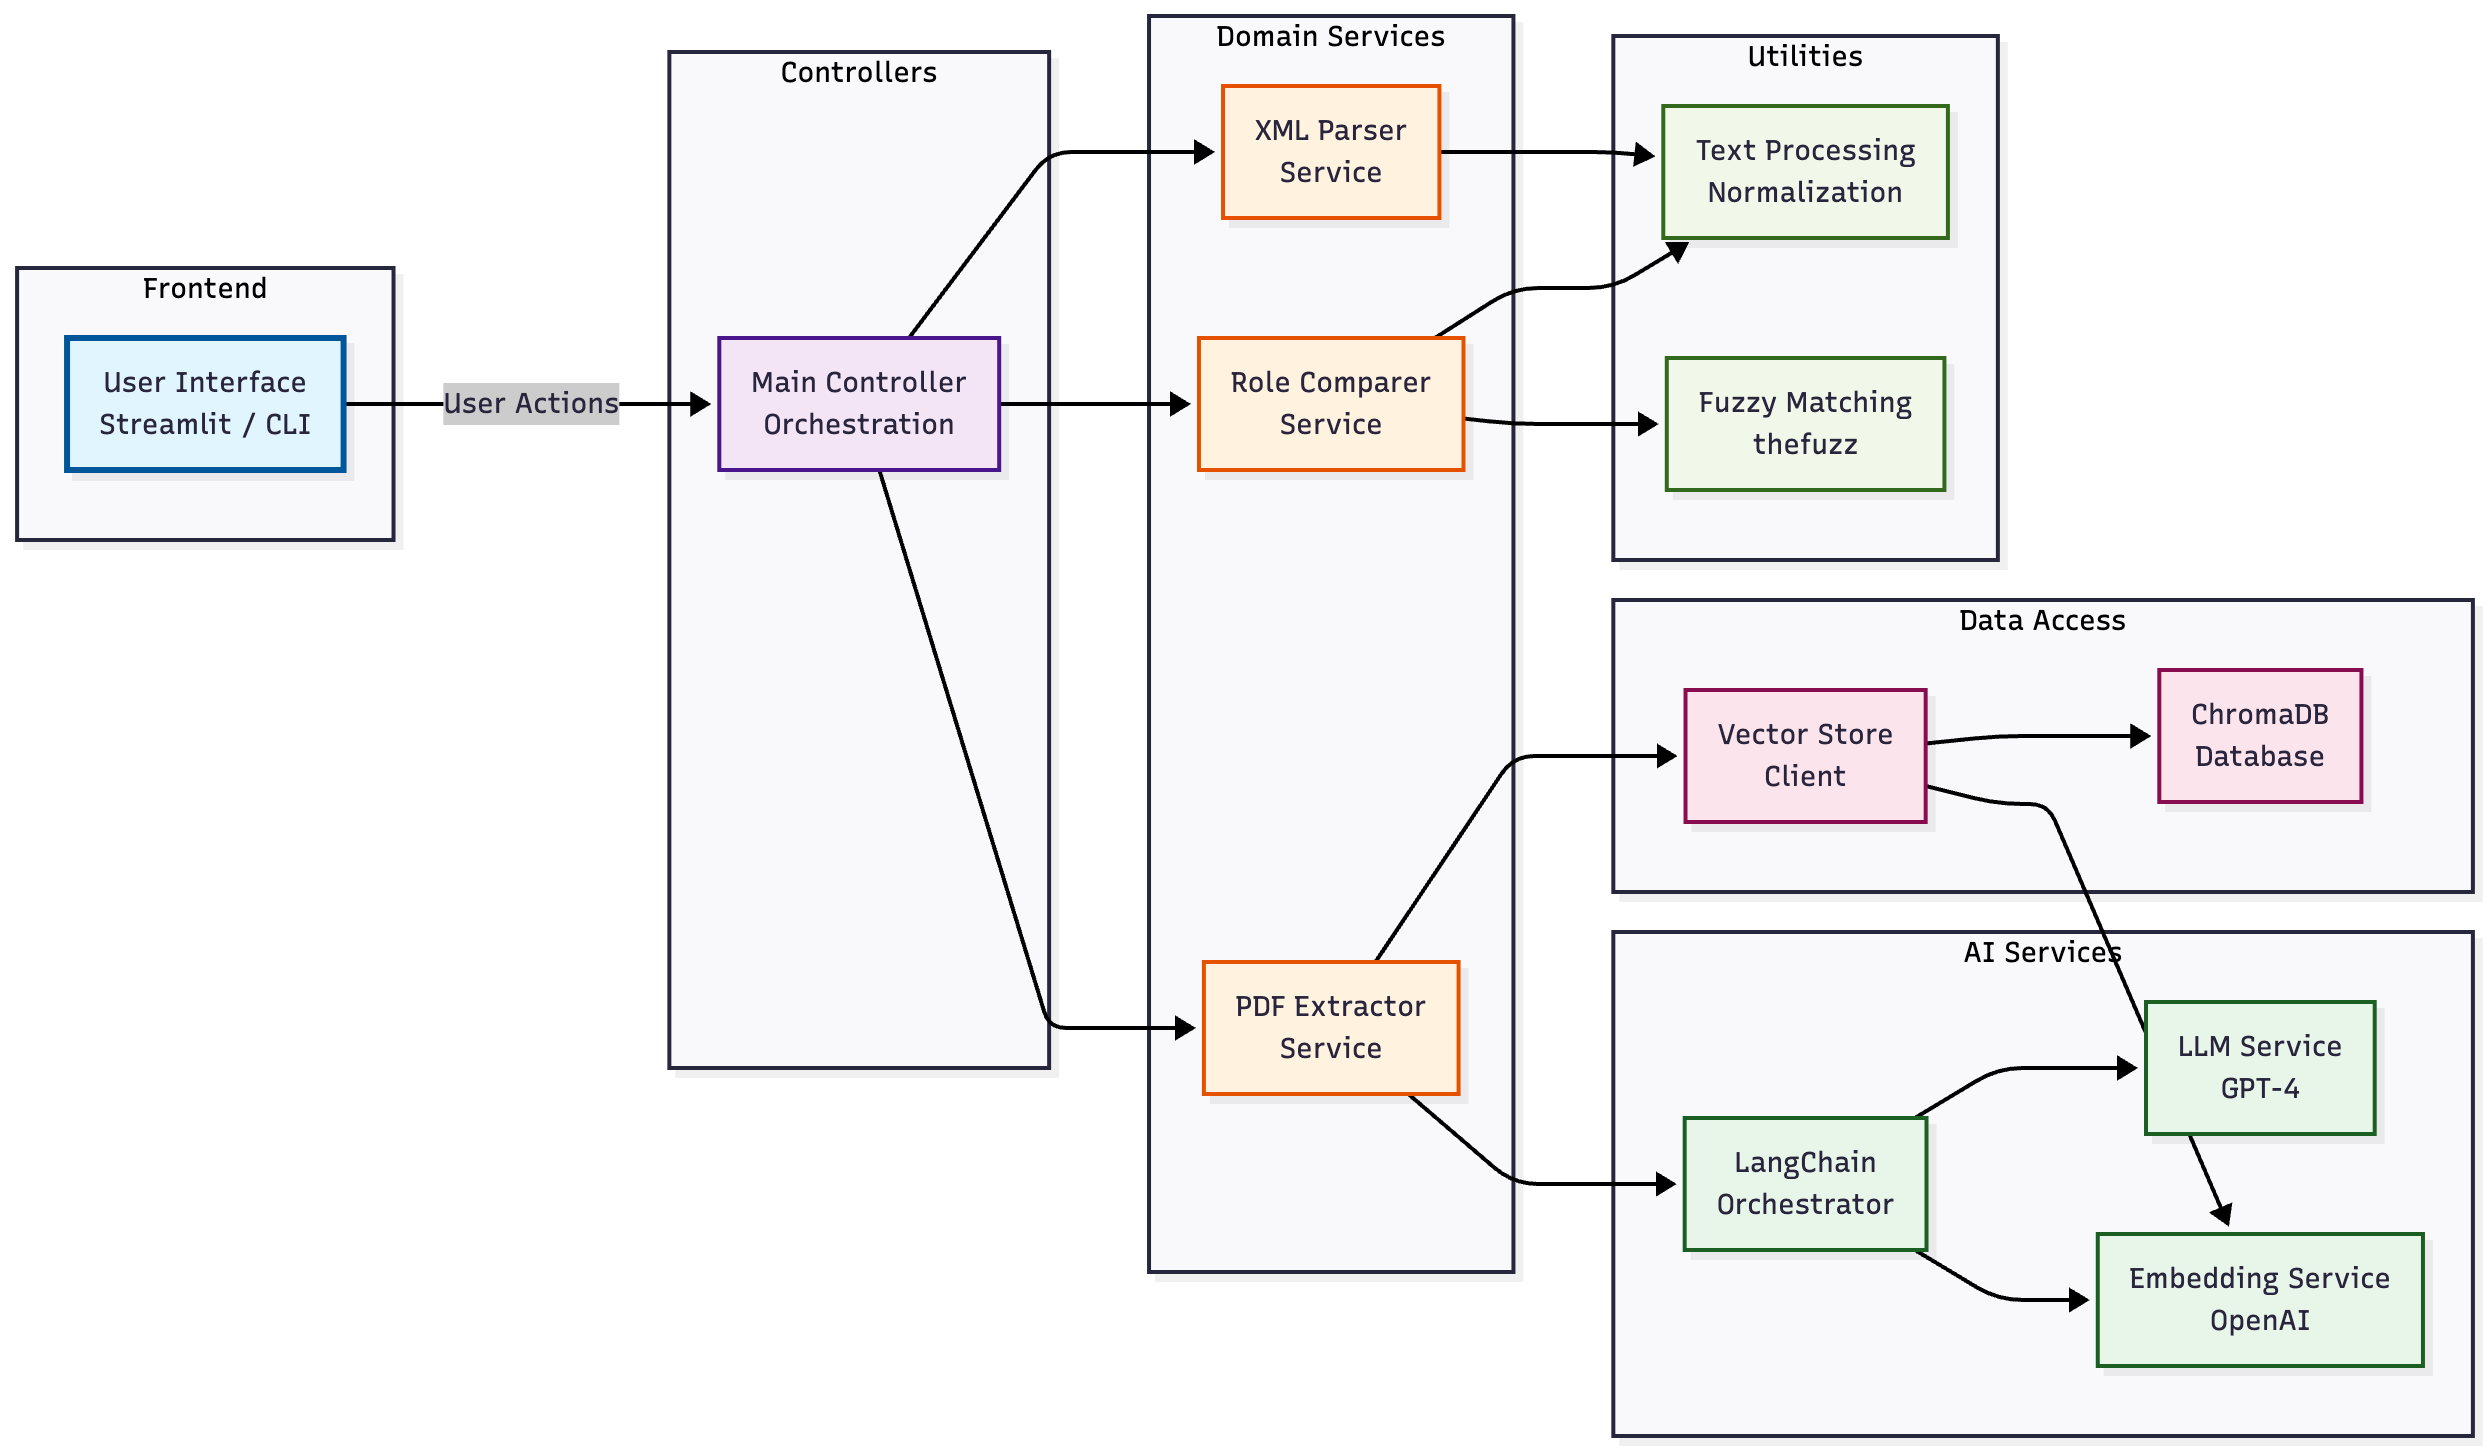 Frontend
User Interface
Streamlit / CLI
User Actions
Controllers
Main Controller
Orchestration
Domain Services
XML Parser
Service
Role Comparer
Service
PDF Extractor
Service
Utilities
Text Processing
Normalization
Fuzzy Matching
thefuzz
Data Access
Vector Store
Client
ChromaDB
Database
AI Services
LangChain
Orchestrator
LLM Service
GPT-4
Embedding Service
OpenAI